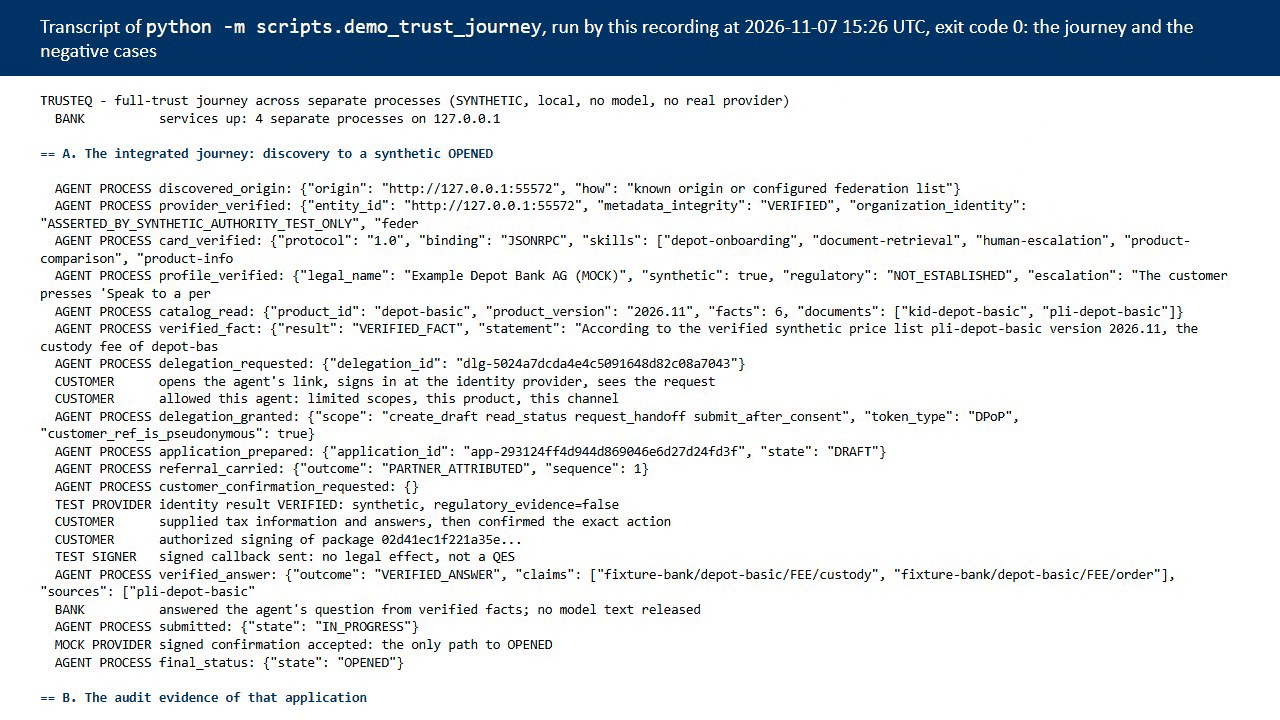 Transcript of python -m scripts.demo_trust_journey, run by this recording at 2026-11-07 15:26 UTC, exit code 0: the journey and the
negative cases
TRUSTEQ - full-trust journey across separate processes (SYNTHETIC, local, no model, no real provider)
BANK services up: 4 separate processes on 127.0.0.1
== A. The integrated journey: discovery to a synthetic OPENED
AGENT PROCESS discovered_origin: {"origin": "http://127.0.0.1:55572", "how": "known origin or configured federation list"}
AGENT PROCESS provider_verified: {"entity_id": "http://127.0.0.1:55572", "metadata_integrity": "VERIFIED", "organization_identity":
"ASSERTED_BY_SYNTHETIC_AUTHORITY_TEST_ONLY", "feder
AGENT PROCESS card_verified: {"protocol": "1.0", "binding": "JSONRPC", "skills": ["depot-onboarding", "document-retrieval", "human-escalation", "product-
comparison", "product-info
AGENT PROCESS profile_verified: {"legal_name": "Example Depot Bank AG (MOCK)", "synthetic": true, "regulatory": "NOT_ESTABLISHED", "escalation": "The customer
presses 'Speak to a per
AGENT PROCESS catalog_read: {"product_id": "depot-basic", "product_version": "2026.11", "facts": 6, "documents": ["kid-depot-basic", "pli-depot-basic"]}
AGENT PROCESS verified_fact: {"result": "VERIFIED_FACT", "statement": "According to the verified synthetic price list pli-depot-basic version 2026.11, the
custody fee of depot-bas
AGENT PROCESS delegation_requested: {"delegation_id": "dlg-5024a7dcda4e4c5091648d82c08a7043"}
CUSTOMER opens the agent's link, signs in at the identity provider, sees the request
CUSTOMER allowed this agent: limited scopes, this product, this channel
AGENT PROCESS delegation_granted: {"scope": "create_draft read_status request_handoff submit_after_consent", "token_type": "DPoP",
"customer_ref_is_pseudonymous": true}
AGENT PROCESS application_prepared: {"application_id": "app-293124ff4d944d869046e6d27d24fd3f", "state": "DRAFT"}
AGENT PROCESS referral_carried: {"outcome": "PARTNER_ATTRIBUTED", "sequence": 1}
AGENT PROCESS customer_confirmation_requested: {}
TEST PROVIDER identity result VERIFIED: synthetic, regulatory_evidence=false
CUSTOMER supplied tax information and answers, then confirmed the exact action
CUSTOMER authorized signing of package 02d41ec1f221a35e...
TEST SIGNER signed callback sent: no legal effect, not a QES
AGENT PROCESS verified_answer: {"outcome": "VERIFIED_ANSWER", "claims": ["fixture-bank/depot-basic/FEE/custody", "fixture-bank/depot-basic/FEE/order"],
"sources": ["pli-depot-basic"
BANK answered the agent's question from verified facts; no model text released
AGENT PROCESS submitted: {"state": "IN_PROGRESS"}
MOCK PROVIDER signed confirmation accepted: the only path to OPENED
AGENT PROCESS final_status: {"state": "OPENED"}
== B. The audit evidence of that application